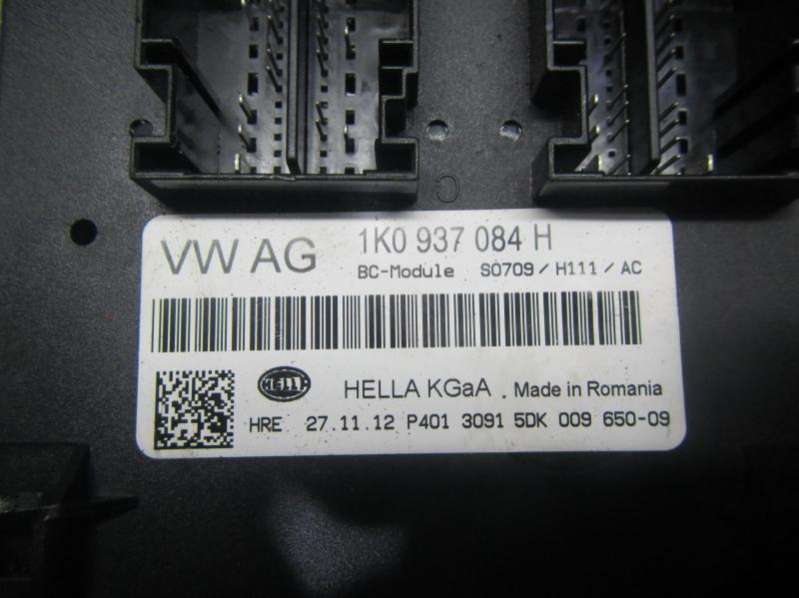 VW AG 1K0 937 084 H
BC-Module S0709 / H111 / AC
HELLA HELLA KGaA . Made in Romania
HRE 27.11.12 P401 3091 5DK 009 650-09